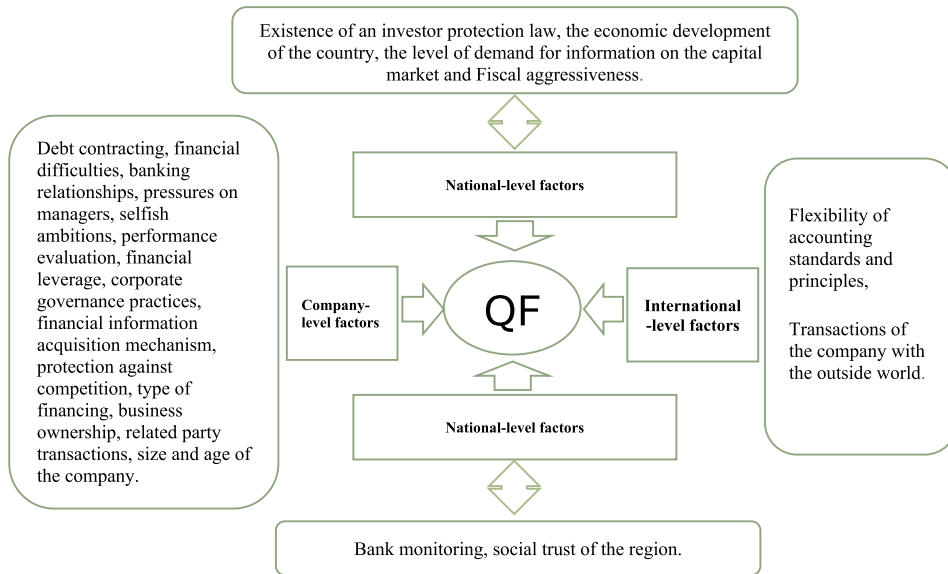 Existence of an investor protection law, the economic development
of the country, the level of demand for information on the capital
market and Fiscal aggressiveness.
National-level factors
Debt contracting, financial
difficulties, banking
relationships, pressures on
managers, selfish
ambitions, performance
evaluation, financial
leverage, corporate
governance practices,
financial information
acquisition mechanism,
protection against
competition, type of
financing, business
ownership, related party
transactions, size and age of
the company.
Company-
level factors
QF
International
-level factors
Flexibility of
accounting
standards and
principles,
Transactions of
the company with
the outside world.
National-level factors
Bank monitoring, social trust of the region.